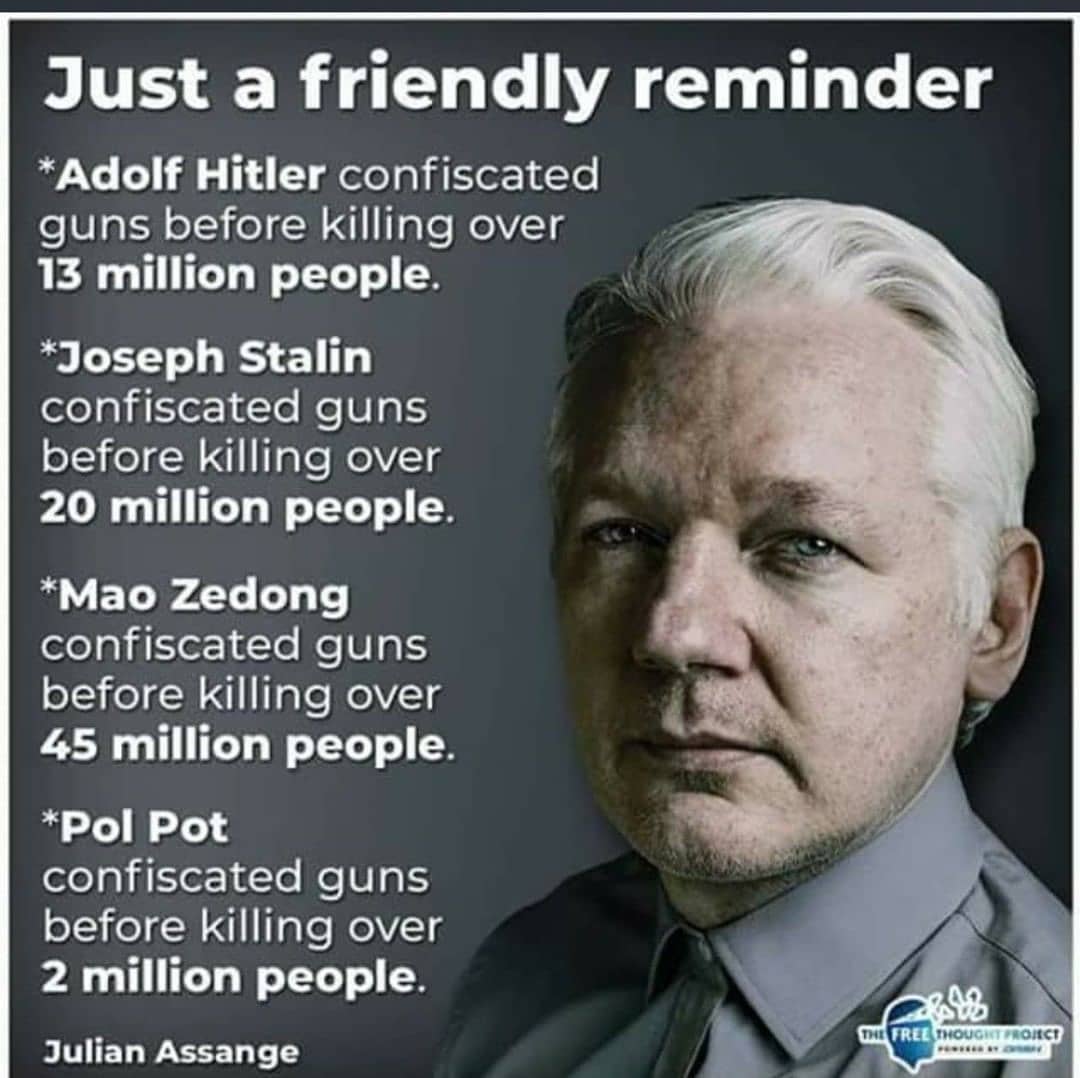 Just a friendly reminder
*Adolf Hitler confiscated
guns before killing over
13 million people.
*Joseph Stalin
confiscated guns
before killing over
20 million people.
*Mao Zedong
confiscated guns
before killing over
45 million people.
*Pol Pot
confiscated guns
before killing over
2 million people.
Julian Assange
THE FREE THOUGHT PROJECT
POWERED BY